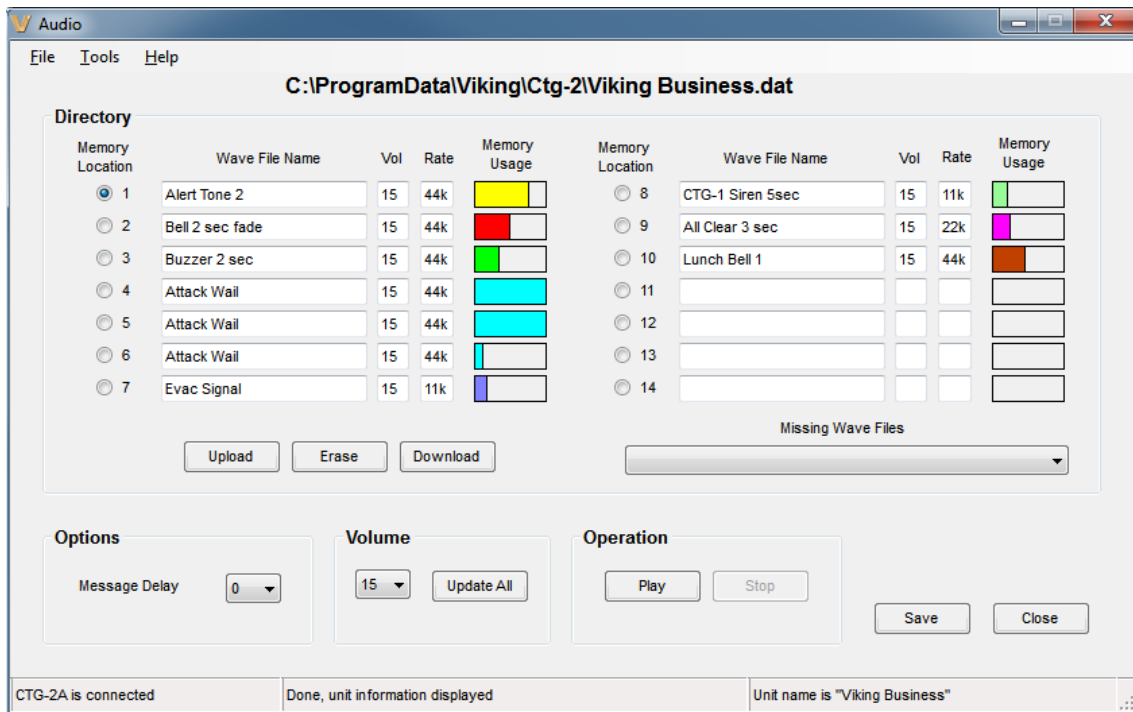 Audio
File Tools Help
C:\ProgramData\Viking\Ctg-2\Viking Business.dat
Directory
Memory Location Wave File Name Vol Rate Memory Usage Memory Location Wave File Name Vol Rate Memory Usage
1 Alert Tone 2 15 44k 8 CTG-1 Siren 5sec 15 11k
2 Bell 2 sec fade 15 44k 9 All Clear 3 sec 15 22k
3 Buzzer 2 sec 15 44k 10 Lunch Bell 1 15 44k
4 Attack Wail 15 44k 11
5 Attack Wail 15 44k 12
6 Attack Wail 15 44k 13
7 Evac Signal 15 11k 14
Missing Wave Files
Upload Erase Download
Options Volume Operation
Message Delay 0 15 Update All Play Stop
Save Close
CTG-2A is connected Done, unit information displayed Unit name is "Viking Business"